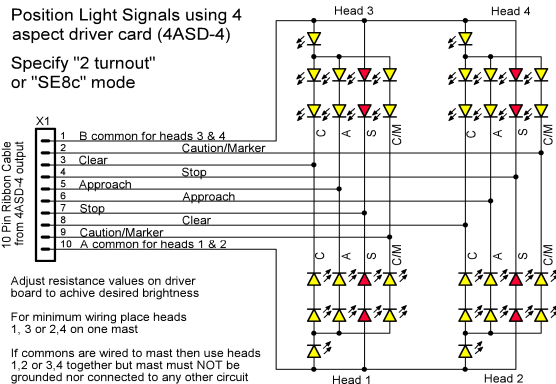 Position Light Signals using 4
aspect driver card (4ASD-4)
Specify "2 turnout"
or "SE8c" mode
Head 3
Head 4
X1
10 Pin Ribbon Cable
from 4ASD-4 output
1 B common for heads 3 & 4
2 Caution/Marker
3 Clear
4 Stop
5 Approach
6 Approach
7 Stop
8 Clear
9 Caution/Marker
10 A common for heads 1 & 2
C
A
S
C/M
C
A
S
C/M
C
A
S
C/M
C
A
S
C/M
Adjust resistance values on driver
board to achive desired brightness
For minimum wiring place heads
1, 3 or 2,4 on one mast
If commons are wired to mast then use heads
1,2 or 3,4 together but mast must NOT be
grounded nor connected to any other circuit
Head 1
Head 2